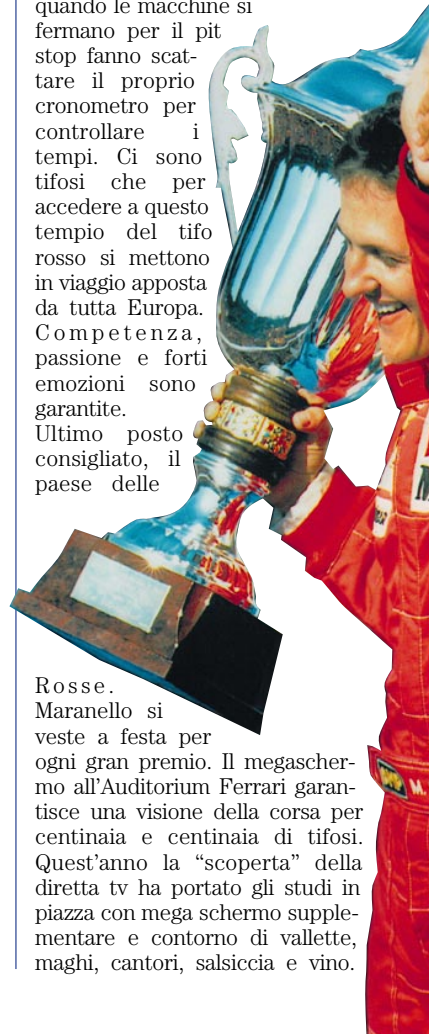 quando le macchine si
fermano per il pit
stop fanno scat-
tare il proprio
cronometro per
controllare i
tempi. Ci sono
tifosi che per
accedere a questo
tempio del tifo
rosso si mettono
in viaggio apposta
da tutta Europa.
Competenza,
passione e forti
emozioni sono
garantite.
Ultimo posto
consigliato, il
paese delle
Rosse.
Maranello si
veste a festa per
ogni gran premio. Il megascher-
mo all'Auditorium Ferrari garan-
tisce una visione della corsa per
centinaia e centinaia di tifosi.
Quest'anno la “scoperta” della
diretta tv ha portato gli studi in
piazza con mega schermo supple-
mentare e contorno di vallette,
maghi, cantori, salsiccia e vino.
M.